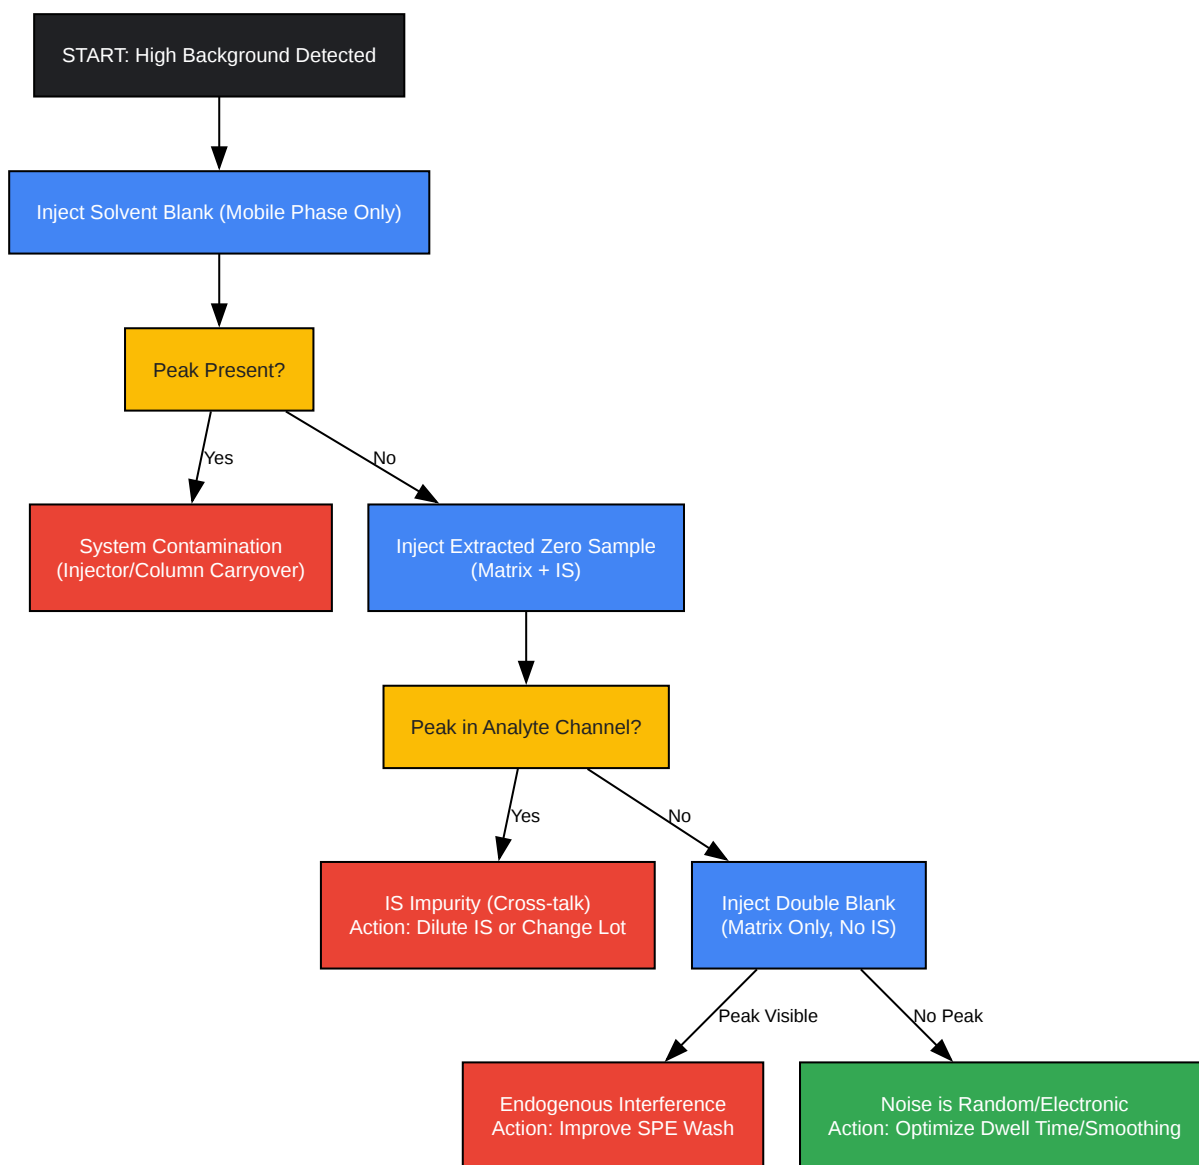 START: High Background Detected
Inject Solvent Blank (Mobile Phase Only)
Peak Present?
Yes
No
System Contamination
(Injector/Column Carryover)
Inject Extracted Zero Sample
(Matrix + IS)
Peak in Analyte Channel?
Yes
No
IS Impurity (Cross-talk)
Action: Dilute IS or Change Lot
Inject Double Blank
(Matrix Only, No IS)
Peak Visible
No Peak
Endogenous Interference
Action: Improve SPE Wash
Noise is Random/Electronic
Action: Optimize Dwell Time/Smoothing